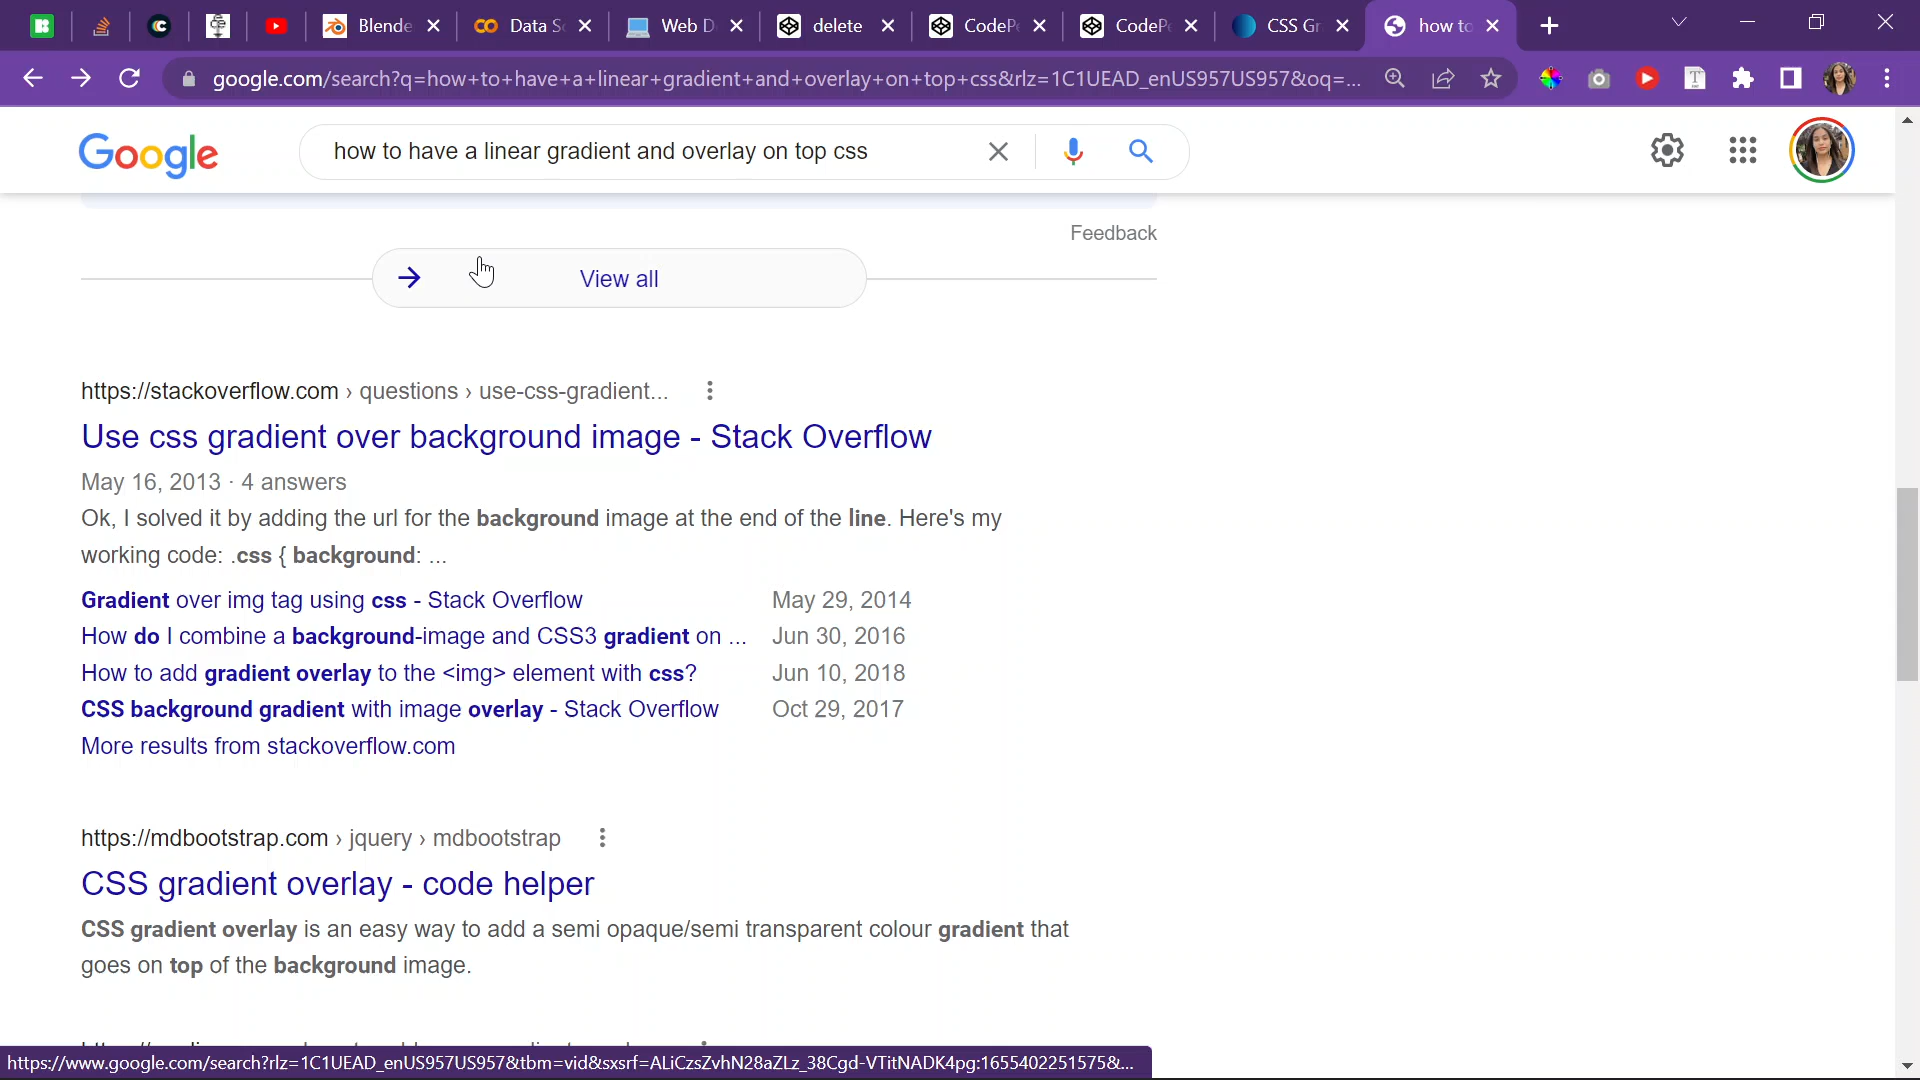 Blende
Data S
Web D
delete
CodeP
CodeP
CSS Gr
how to
google.com/search?q=how+to+have+a+linear+gradient+and+overlay+on+top+css&rlz=1C1UEAD_enUS957US957&oq=...
Google
how to have a linear gradient and overlay on top css
Feedback
View all
https://stackoverflow.com › questions › use-css-gradient...
Use css gradient over background image - Stack Overflow
May 16, 2013 · 4 answers
Ok, I solved it by adding the url for the background image at the end of the line. Here's my
working code: .css { background: ...
Gradient over img tag using css - Stack Overflow May 29, 2014
How do I combine a background-image and CSS3 gradient on ... Jun 30, 2016
How to add gradient overlay to the <img> element with css? Jun 10, 2018
CSS background gradient with image overlay - Stack Overflow Oct 29, 2017
More results from stackoverflow.com
https://mdbootstrap.com › jquery › mdbootstrap
CSS gradient overlay - code helper
CSS gradient overlay is an easy way to add a semi opaque/semi transparent colour gradient that
goes on top of the background image.
https://www.google.com/search?rlz=1C1UEAD_enUS957US957&tbm=vid&sxsrf=ALiCzsZvhN28aZLz_38Cgd-VTitNADK4pg:1655402251575&...